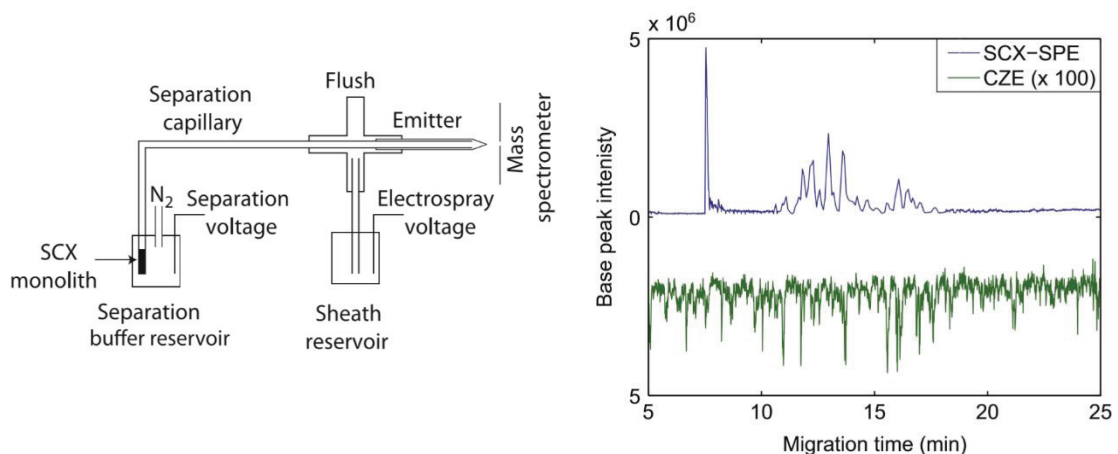 Flush
Separation
capillary
Emitter
Mass
spectrometer
N2
Separation
voltage
Electrospray
voltage
SCX
monolith
Separation
buffer reservoir
Sheath
reservoir
x 10^6
5
SCX−SPE
CZE (x 100)
0
5
Base peak intenisty
5
10
15
20
25
Migration time (min)